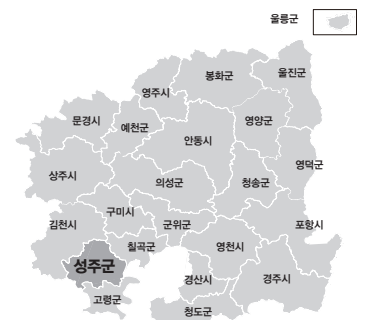 울릉군
봉화군
울진군
영주시
문경시
예천군
영양군
안동시
영덕군
상주시
의성군
청송군
구미시
김천시
군위군
포항시
칠곡군
영천시
성주군
경산시
경주시
고령군
청도군